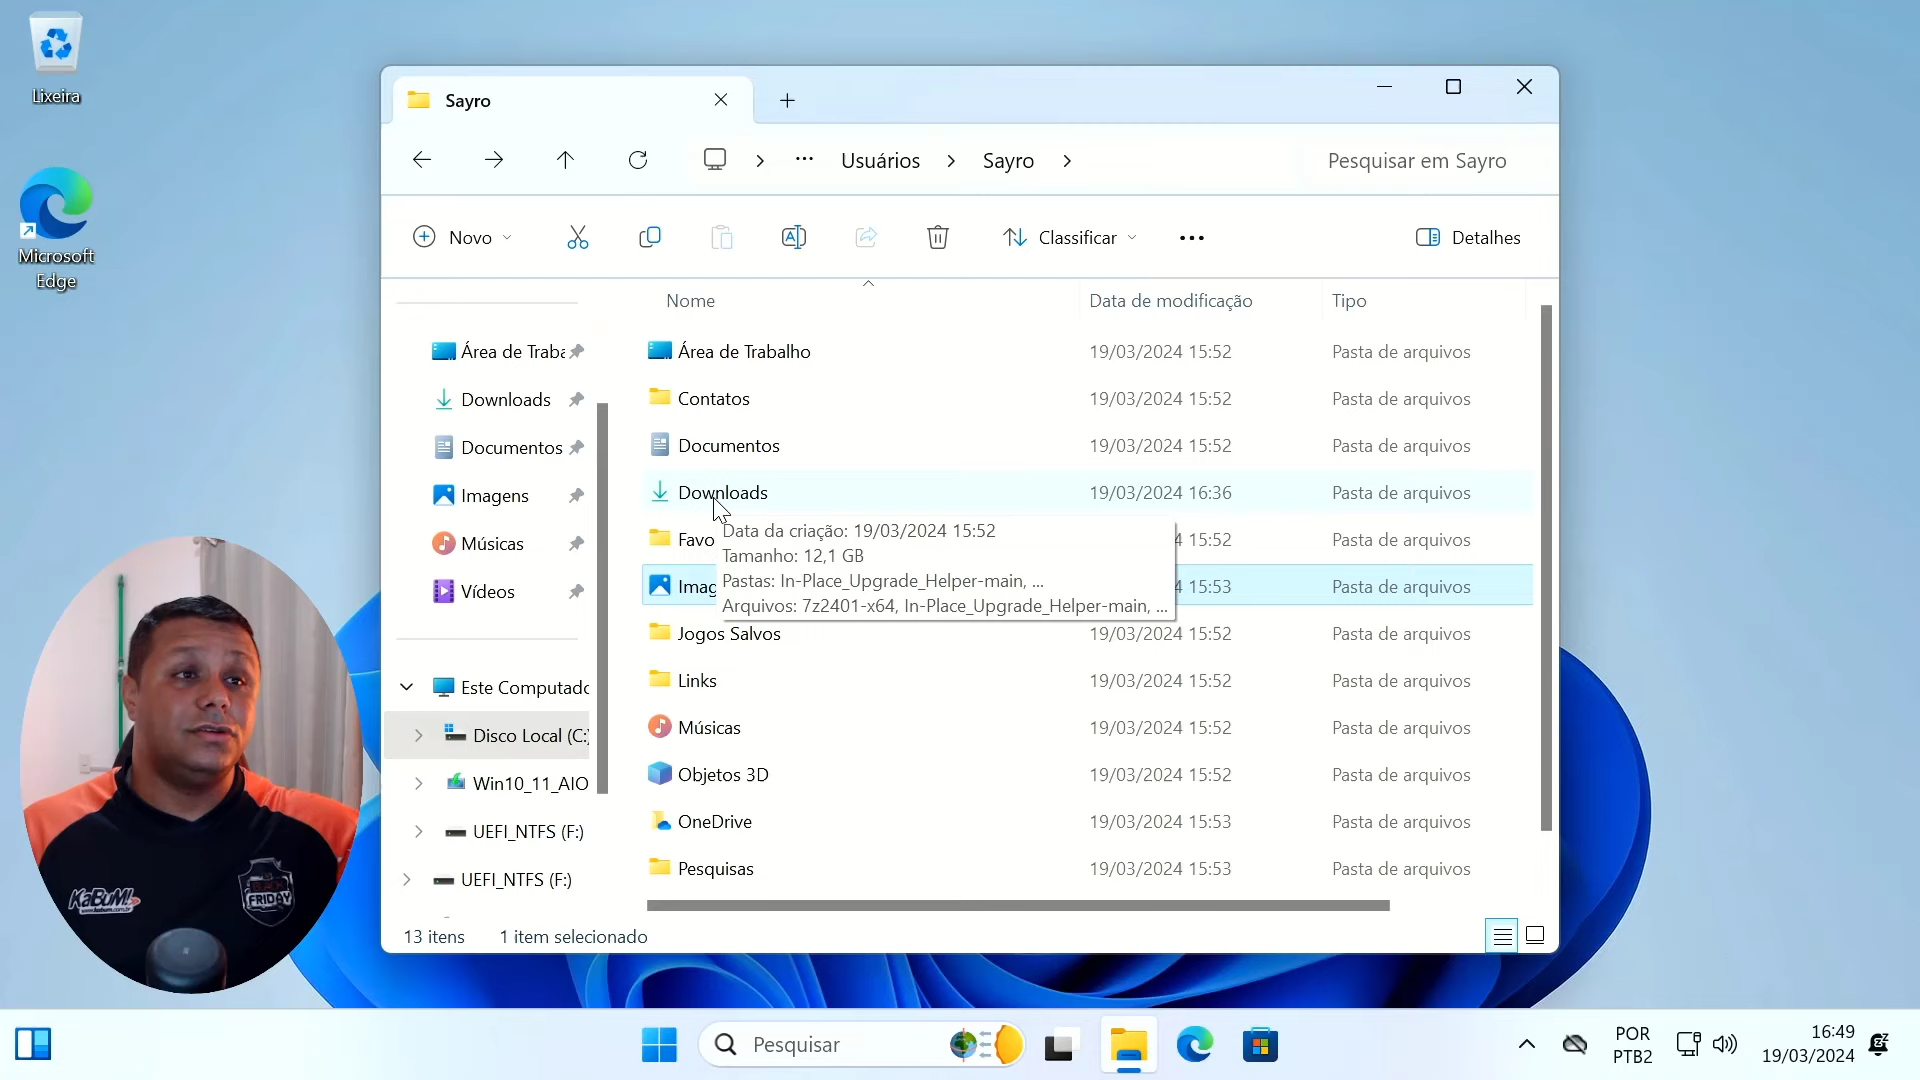 Lixeira
Microsoft
Edge
Sayro
Usuários
Sayro
Pesquisar em Sayro
Novo
Classificar
Detalhes
Nome
Data de modificação
Tipo
Área de Traba
Downloads
Documentos
Imagens
Músicas
Vídeos
Este Computado
Disco Local (C:)
Win10_11_AIO
UEFI_NTFS (F:)
UEFI_NTFS (F:)
Área de Trabalho 19/03/2024 15:52 Pasta de arquivos
Contatos 19/03/2024 15:52 Pasta de arquivos
Documentos 19/03/2024 15:52 Pasta de arquivos
Downloads 19/03/2024 16:36 Pasta de arquivos
Favo 4 15:52 Pasta de arquivos
Imag 4 15:53 Pasta de arquivos
Data da criação: 19/03/2024 15:52
Tamanho: 12,1 GB
Pastas: In-Place_Upgrade_Helper-main, ...
Arquivos: 7z2401-x64, In-Place_Upgrade_Helper-main, ...
Jogos Salvos 19/03/2024 15:52 Pasta de arquivos
Links 19/03/2024 15:52 Pasta de arquivos
Músicas 19/03/2024 15:52 Pasta de arquivos
Objetos 3D 19/03/2024 15:52 Pasta de arquivos
OneDrive 19/03/2024 15:53 Pasta de arquivos
Pesquisas 19/03/2024 15:53 Pasta de arquivos
13 itens 1 item selecionado
KaBuM!
www.kabum.com.br
BLACK
FRIDAY
Pesquisar
POR
PTB2
16:49
19/03/2024